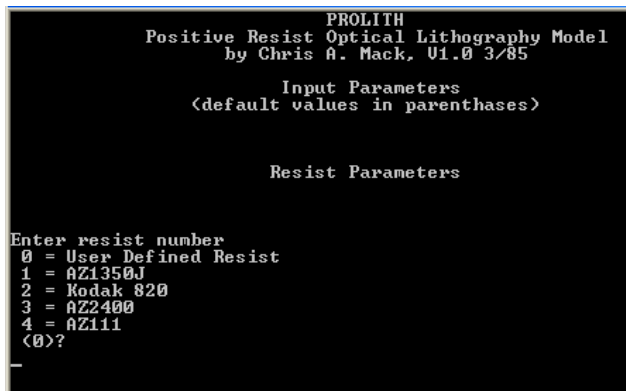 PROLITH
Positive Resist Optical Lithography Model
by Chris A. Mack, V1.0 3/85
Input Parameters
(default values in parenthases)
Resist Parameters
Enter resist number
0 = User Defined Resist
1 = AZ1350J
2 = Kodak 820
3 = AZ2400
4 = AZ111
(0)?